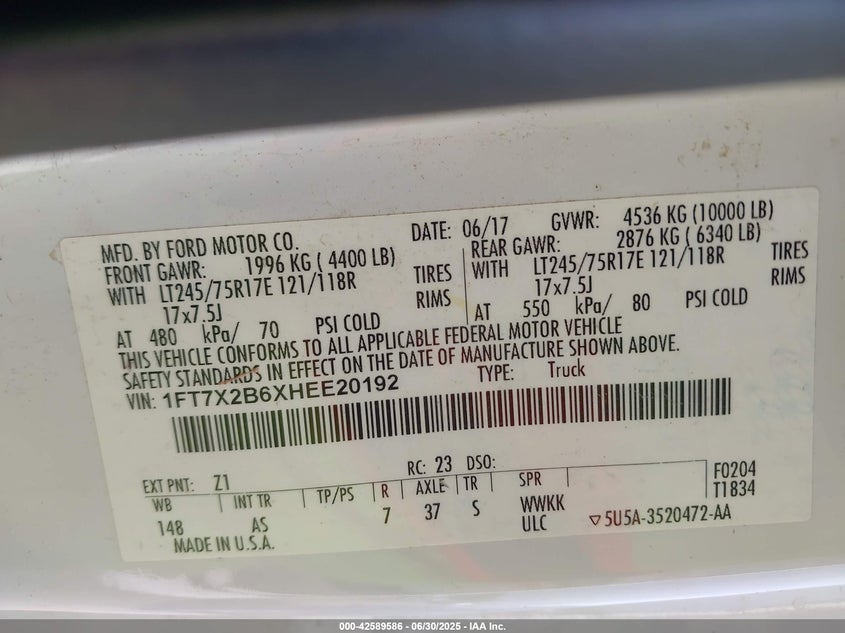 MFD. BY FORD MOTOR CO.
DATE: 06/17 GVWR: 4536 KG (10000 LB)
FRONT GAWR: 1996 KG ( 4400 LB)
REAR GAWR: 2876 KG ( 6340 LB)
WITH LT245/75R17E 121/118R TIRES
WITH LT245/75R17E 121/118R TIRES
17x7.5J RIMS
17x7.5J RIMS
AT 480 kPa/ 70 PSI COLD
AT 550 kPa/ 80 PSI COLD
THIS VEHICLE CONFORMS TO ALL APPLICABLE FEDERAL MOTOR VEHICLE
SAFETY STANDARDS IN EFFECT ON THE DATE OF MANUFACTURE SHOWN ABOVE.
VIN: 1FT7X2B6XHEE20192 TYPE: Truck
EXT PNT: Z1 RC: 23 DSO:
WB INT TR TP/PS R AXLE TR SPR F0204
T1834
148 AS 7 37 S WWKK
ULC ▽5U5A-3520472-AA
MADE IN U.S.A.
000-42589586 - 06/30/2025 - IAA Inc.